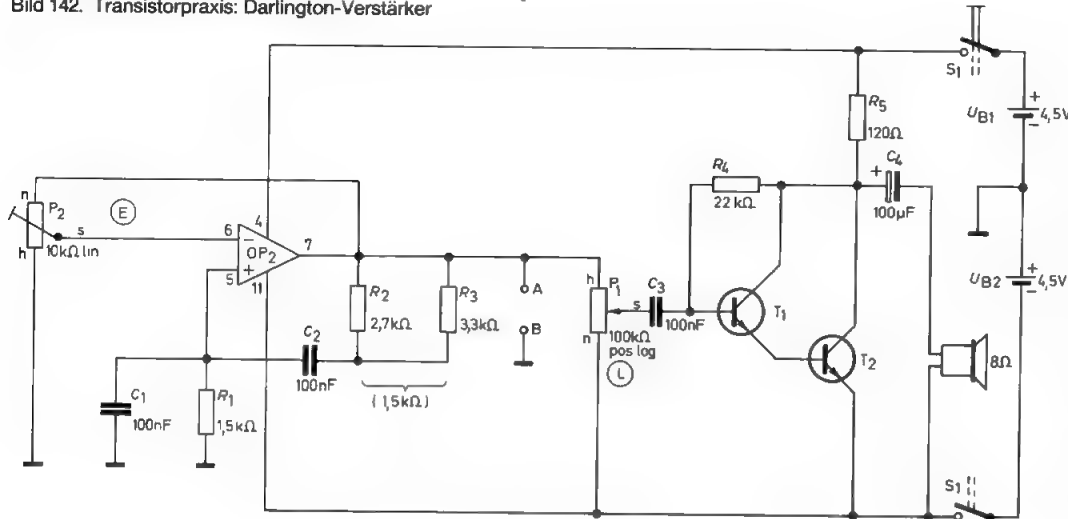 Bild 142. Transistorpraxis: Darlington-Verstärker
S1
+
UB1
4,5V
−
R5
120Ω
R4
22 kΩ
+
C4
100µF
n
P2
s
h
10kΩ lin
E
4
6
−
OP2
7
+
5
11
R2
2,7kΩ
R3
3,3kΩ
A
B
h
P1
s
n
100kΩ
pos log
L
C3
100nF
T1
T2
+
UB2
4,5V
−
8Ω
C2
100nF
(1,5kΩ)
C1
100nF
R1
1,5kΩ
S1